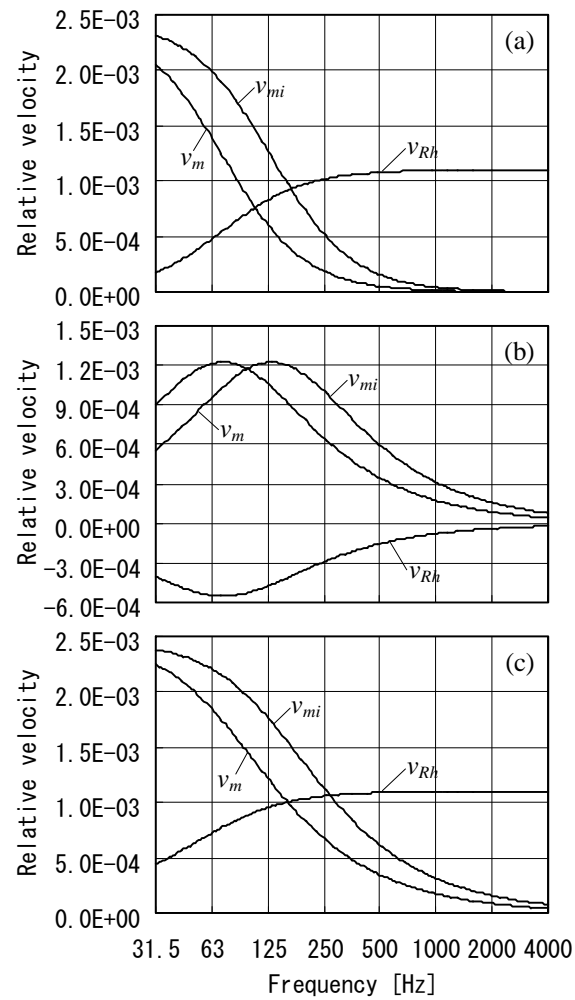 2.5E-03
(a)
2.0E-03
v_mi
1.5E-03
v_m
v_Rh
1.0E-03
5.0E-04
0.0E+00
Relative velocity
1.5E-03
(b)
1.2E-03
v_mi
9.0E-04
v_m
6.0E-04
3.0E-04
0.0E+00
-3.0E-04
v_Rh
-6.0E-04
Relative velocity
2.5E-03
(c)
2.0E-03
v_mi
1.5E-03
v_m
v_Rh
1.0E-03
5.0E-04
0.0E+00
Relative velocity
31.5 63 125 250 500 1000 2000 4000
Frequency [Hz]